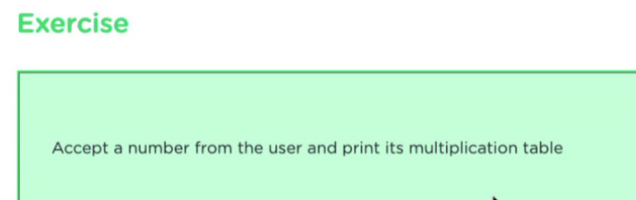 Exercise
Accept a number from the user and print its multiplication table